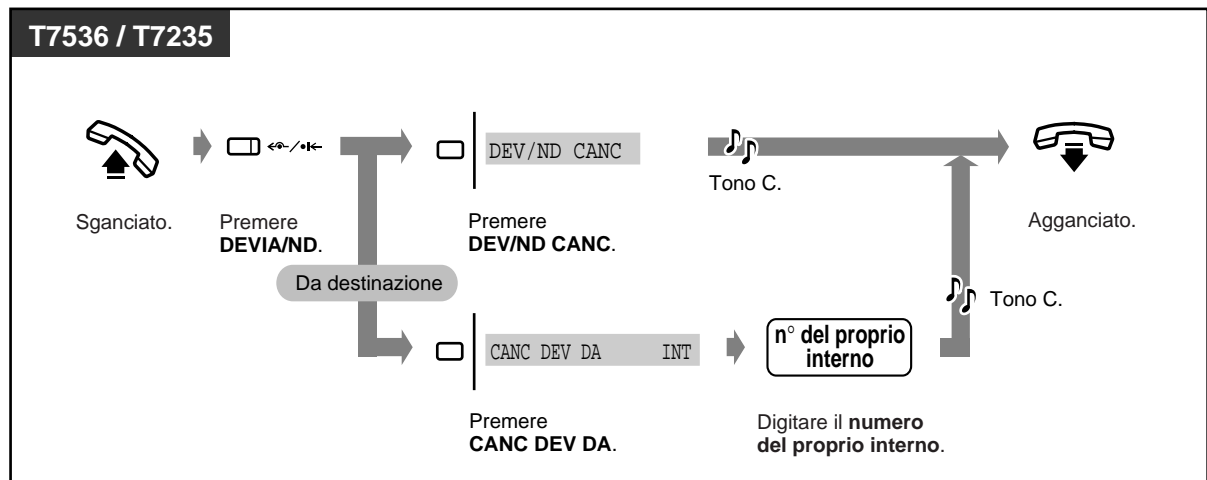 T7536 / T7235
DEV/ND CANC
Tono C.
Sganciato.
Premere
DEVIA/ND.
Premere
DEV/ND CANC.
Agganciato.
Da destinazione
Tono C.
CANC DEV DA INT
n° del proprio
interno
Premere
CANC DEV DA.
Digitare il numero
del proprio interno.